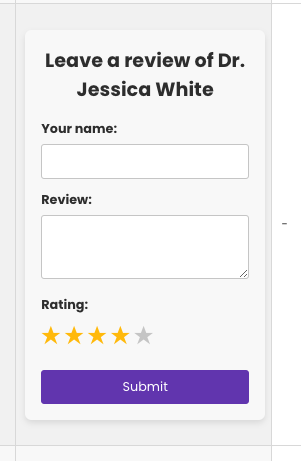 Leave a review of Dr.
Jessica White
Your name:
Review:
Rating:
Submit
-